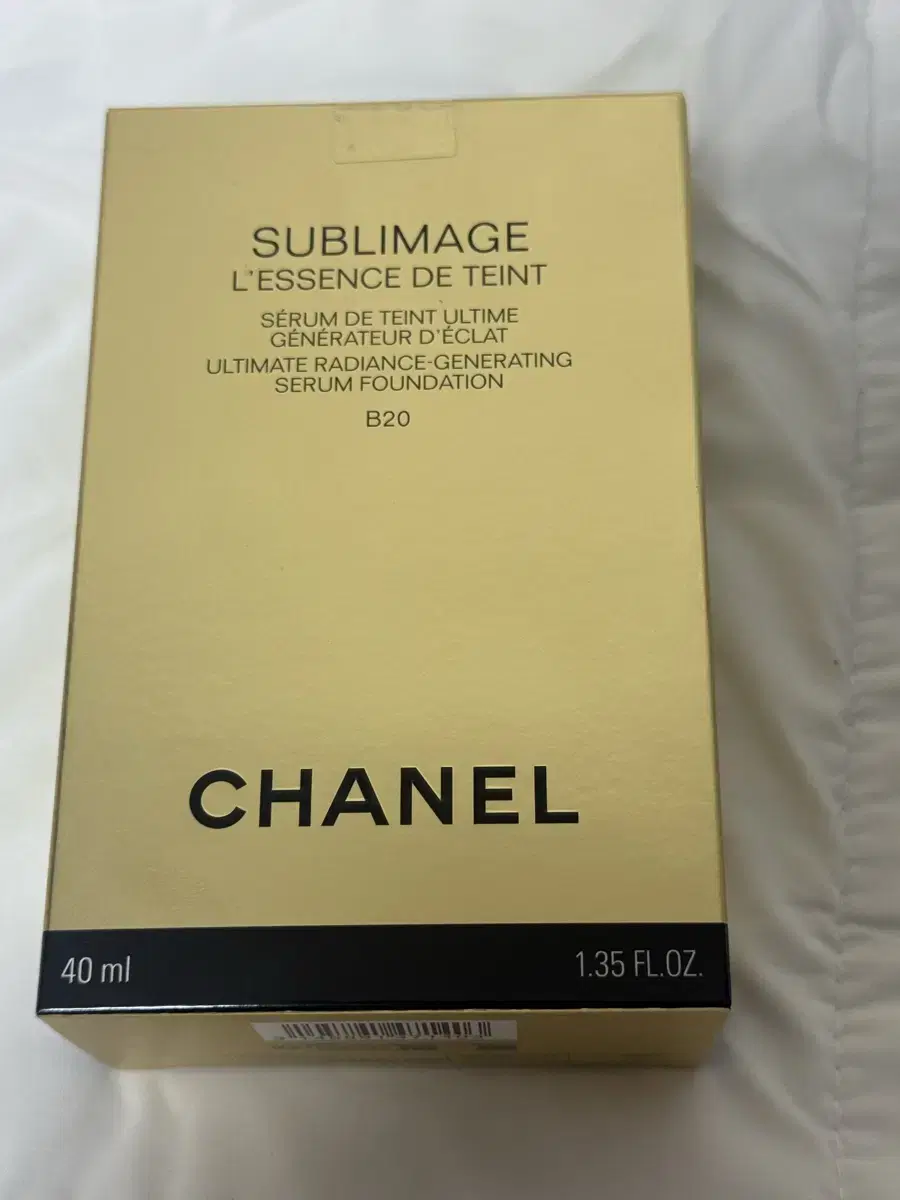 SUBLIMAGE
L'ESSENCE DE TEINT
SÉRUM DE TEINT ULTIME
GÉNÉRATEUR D'ÉCLAT
ULTIMATE RADIANCE-GENERATING
SERUM FOUNDATION
B20
CHANEL
40 ml 1.35 FL.OZ.